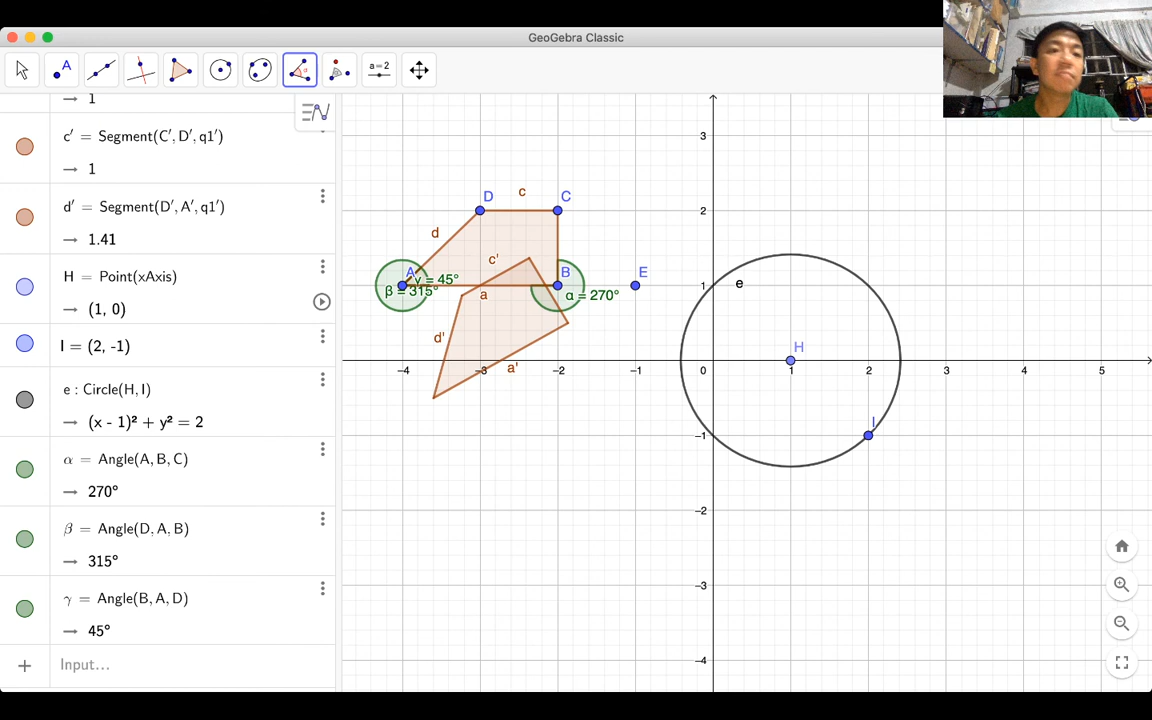 GeoGebra Classic
A
α
a=2
→ 1
c′ = Segment(C′, D′, q1′)
→ 1
d′ = Segment(D′, A′, q1′)
→ 1.41
H = Point(xAxis)
→ (1, 0)
I = (2, -1)
e : Circle(H, I)
→ (x - 1)² + y² = 2
α = Angle(A, B, C)
→ 270°
β = Angle(D, A, B)
→ 315°
γ = Angle(B, A, D)
→ 45°
+ Input...
3
D c C
2
d
c'
A γ = 45° B E
β = 315° a α = 270° 1 e
d' H
–4 –3 a' –2 –1 0 1 2 3 4 5
I
–1
–2
–3
–4